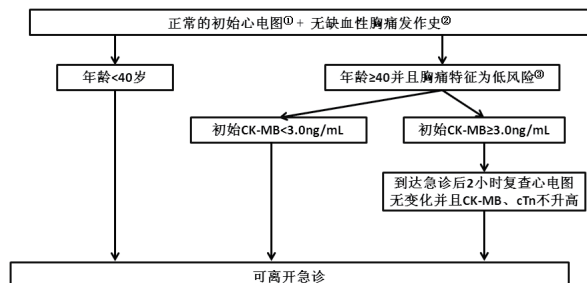 正常的初始心电图① + 无缺血性胸痛发作史②
年龄<40岁
年龄≥40并且胸痛特征为低风险③
初始CK-MB<3.0ng/mL
初始CK-MB≥3.0ng/mL
到达急诊后2小时复查心电图
无变化并且CK-MB、cTn不升高
可离开急诊